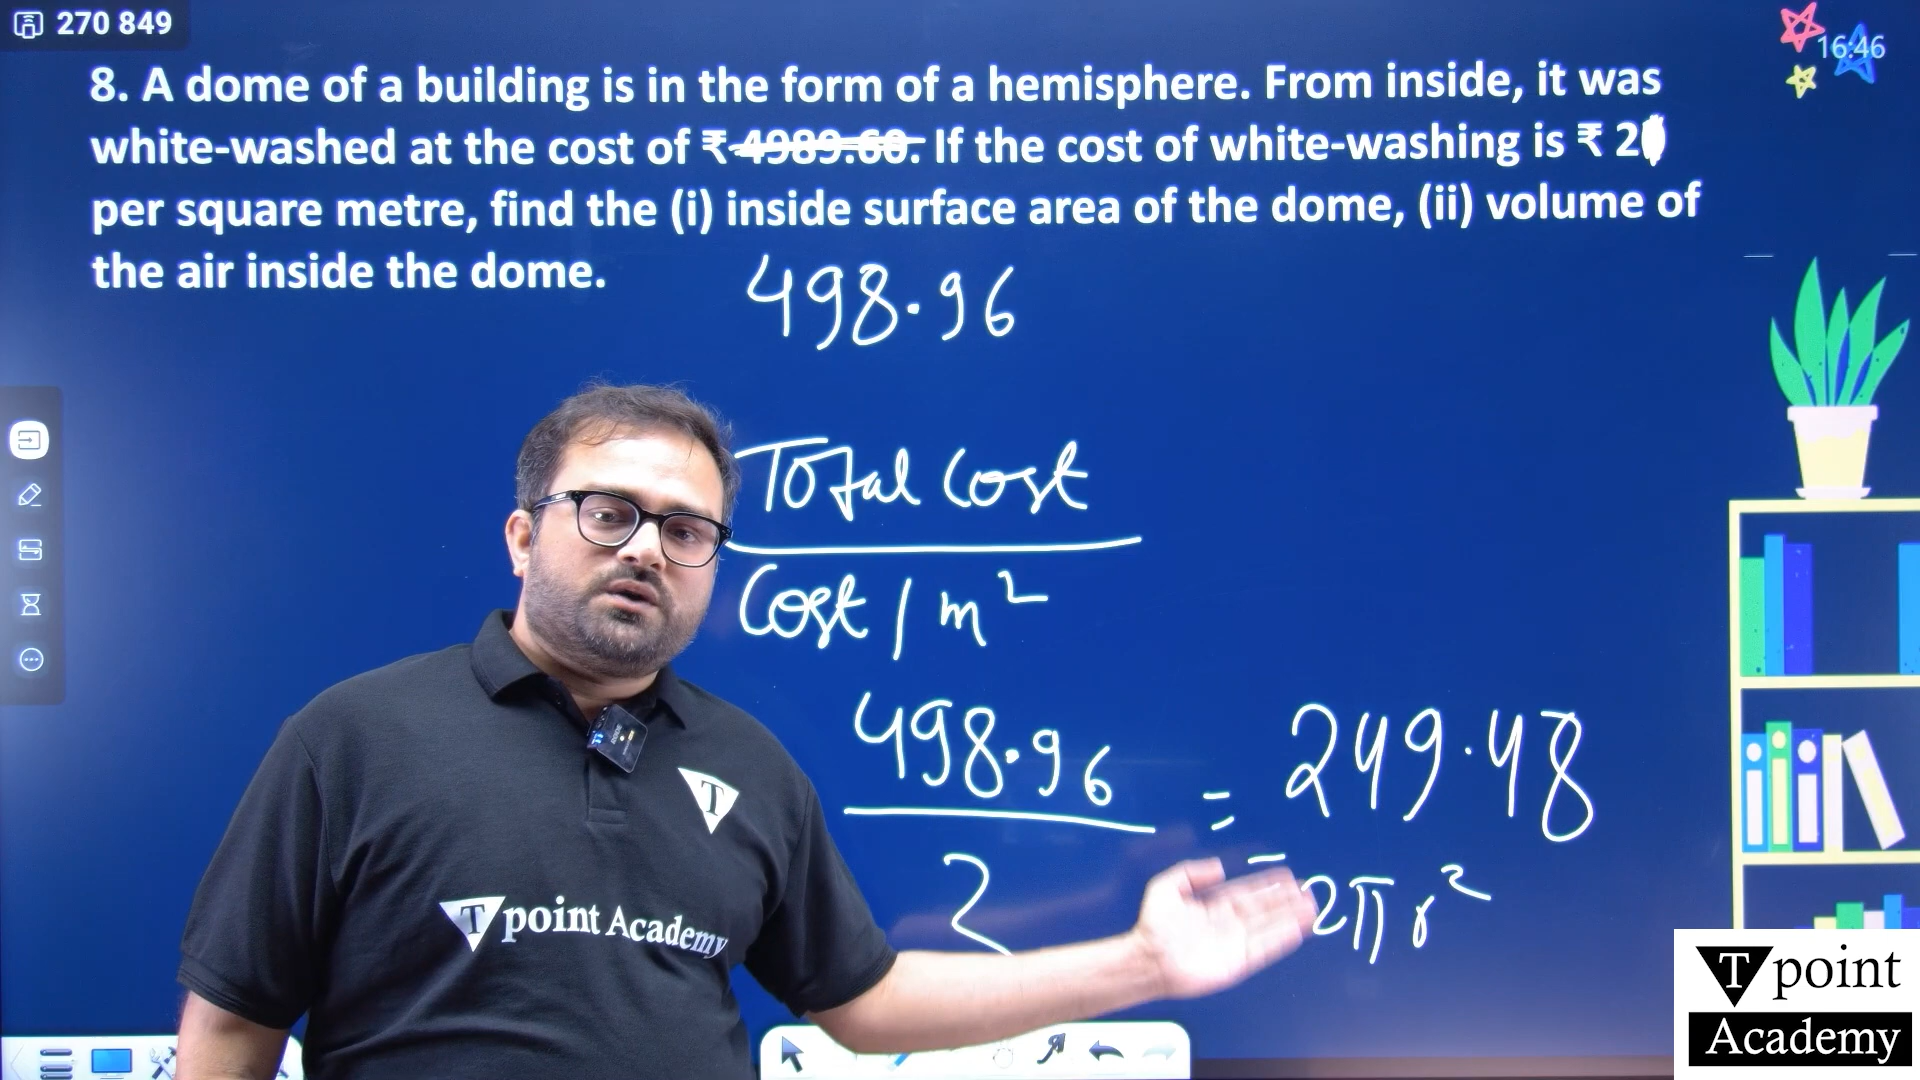 270 849
16:46
8. A dome of a building is in the form of a hemisphere. From inside, it was
white-washed at the cost of ₹ 4989.60. If the cost of white-washing is ₹ 20
per square metre, find the (i) inside surface area of the dome, (ii) volume of
the air inside the dome.
498.96
Total Cost
Cost / m²
498.96
2
= 249.48
= 2πr²
T
T point Academy
T point
Academy